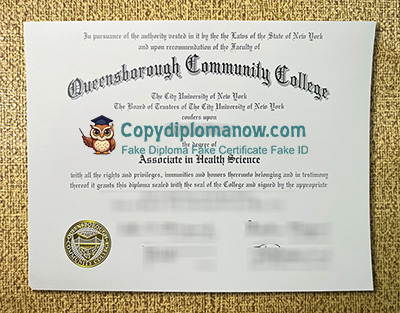 In pursuance of the authority vested in it by the the Laws of the State of New York
and upon recommendation of the Faculty of
Queensborough Community College
The City University of New York
The Board of Trustees of The City University of New York
confers upon
Copydiplomanow.com
Fake Diploma Fake Certificate Fake ID
the degree of
Associate in Health Science
with all the rights and privileges, immunities and honors thereunto belonging and in testimony
thereof it grants this diploma sealed with the seal of the College and signed by the appropriate